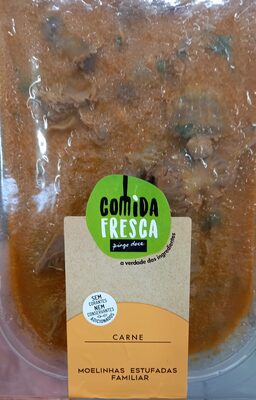 COMIDA
FRESCA
pingo doce
a verdade dos ingredientes
SEM
CORANTES
NEM
CONSERVANTES
ADICIONADOS
CARNE
MOELINHAS ESTUFADAS
FAMILIAR